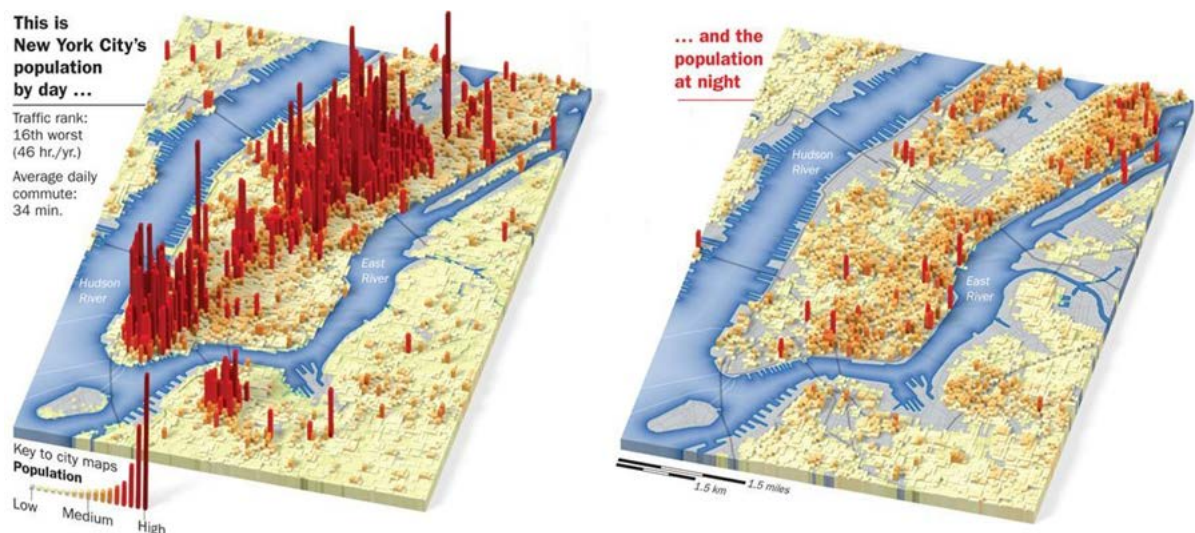 This is
New York City's
population
by day ...
Traffic rank:
16th worst
(46 hr./yr.)
Average daily
commute:
34 min.
Hudson
River
East
River
Key to city maps
Population
Low
Medium
High
... and the
population
at night
Hudson
River
East
River
1.5 miles
1.5 km